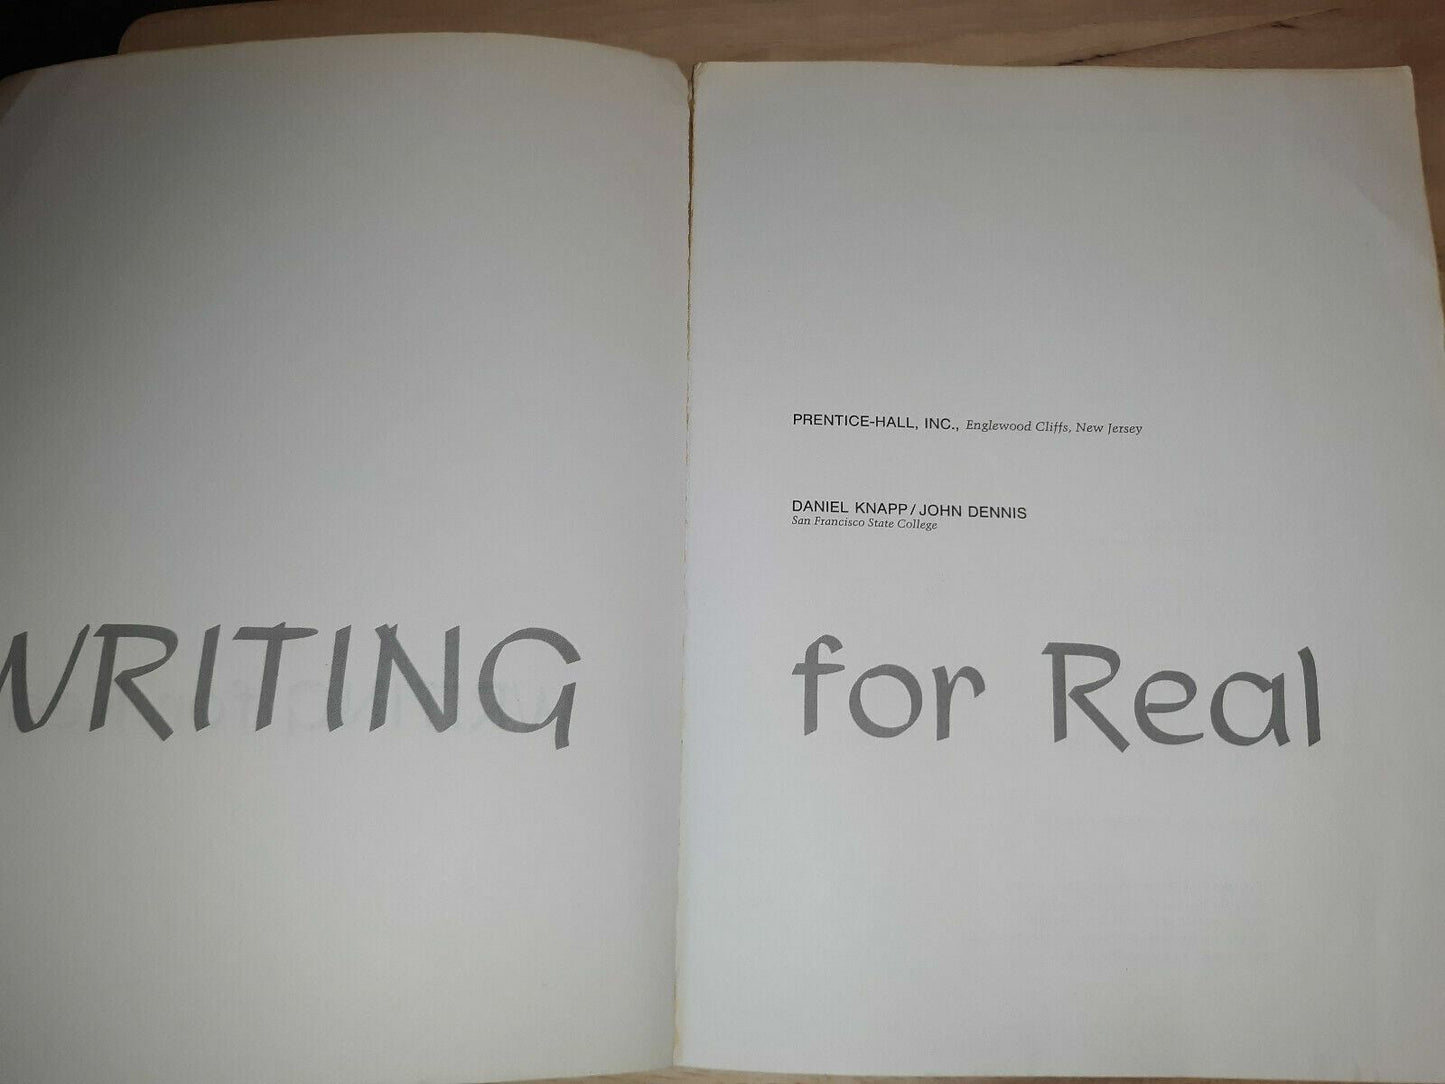 PRENTICE-HALL, INC., Englewood Cliffs, New Jersey
DANIEL KNAPP/JOHN DENNIS
San Francisco State College
WRITING for Real